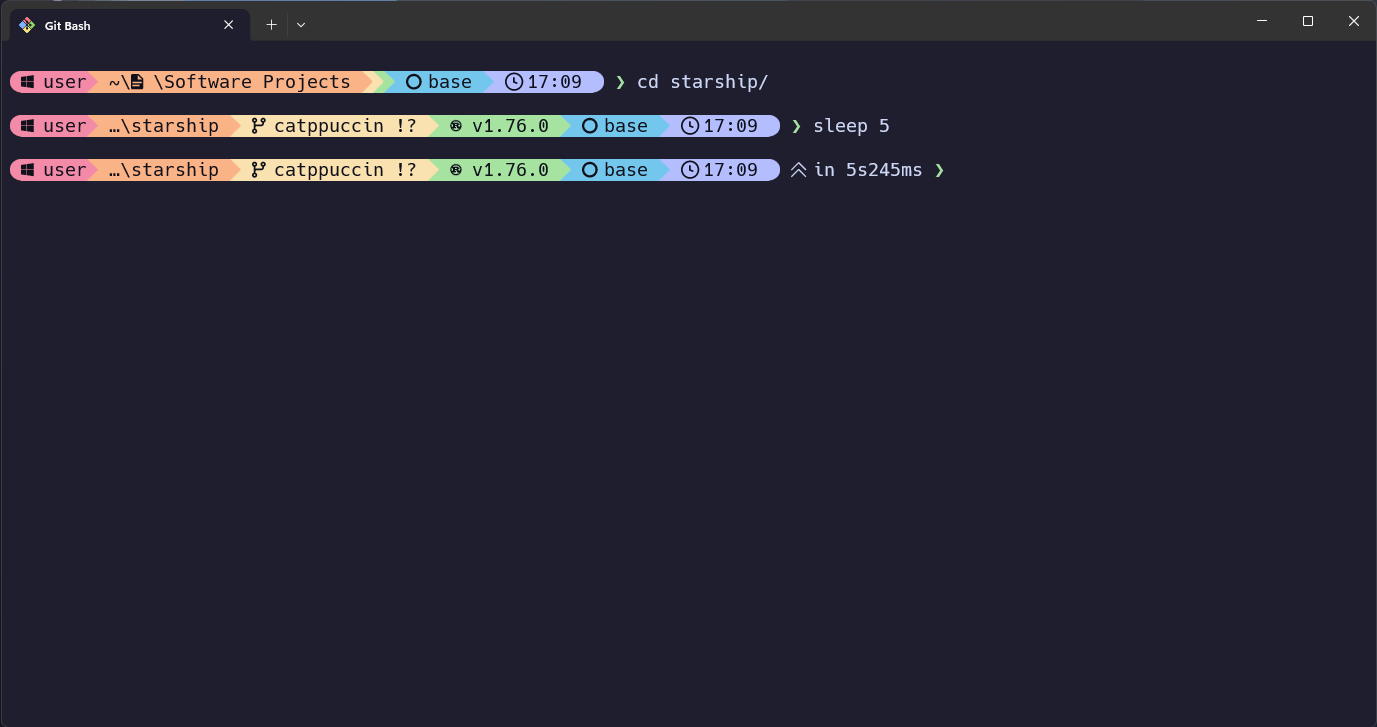 Git Bash
user ~\ \Software Projects base 17:09 ❯ cd starship/
user …\starship catppuccin !? v1.76.0 base 17:09 ❯ sleep 5
user …\starship catppuccin !? v1.76.0 base 17:09 in 5s245ms ❯